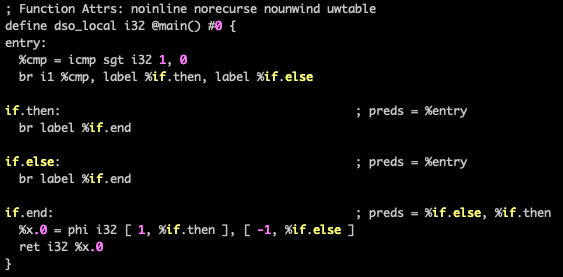 ; Function Attrs: noinline norecurse nounwind uwtable
define dso_local i32 @main() #0 {
entry:
  %cmp = icmp sgt i32 1, 0
  br i1 %cmp, label %if.then, label %if.else

if.then:                                          ; preds = %entry
  br label %if.end

if.else:                                          ; preds = %entry
  br label %if.end

if.end:                                           ; preds = %if.else, %if.then
  %x.0 = phi i32 [ 1, %if.then ], [ -1, %if.else ]
  ret i32 %x.0
}